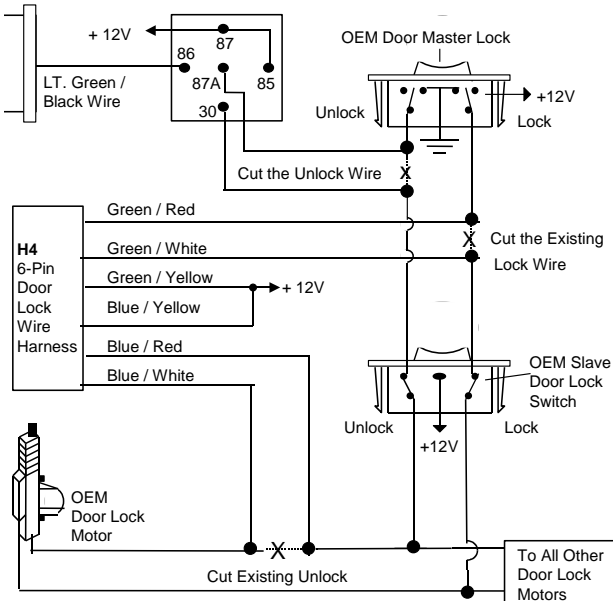 + 12V
87
86
85
87A
30
LT. Green /
Black Wire
OEM Door Master Lock
+12V
Unlock
Lock
Cut the Unlock Wire
X
Green / Red
H4
6-Pin
Door
Lock
Wire
Harness
Green / White
Green / Yellow
+ 12V
Blue / Yellow
Blue / Red
Blue / White
X
Cut the Existing
Lock Wire
OEM Slave
Door Lock
Switch
Unlock
Lock
+12V
OEM
Door Lock
Motor
X
Cut Existing Unlock
To All Other
Door Lock
Motors